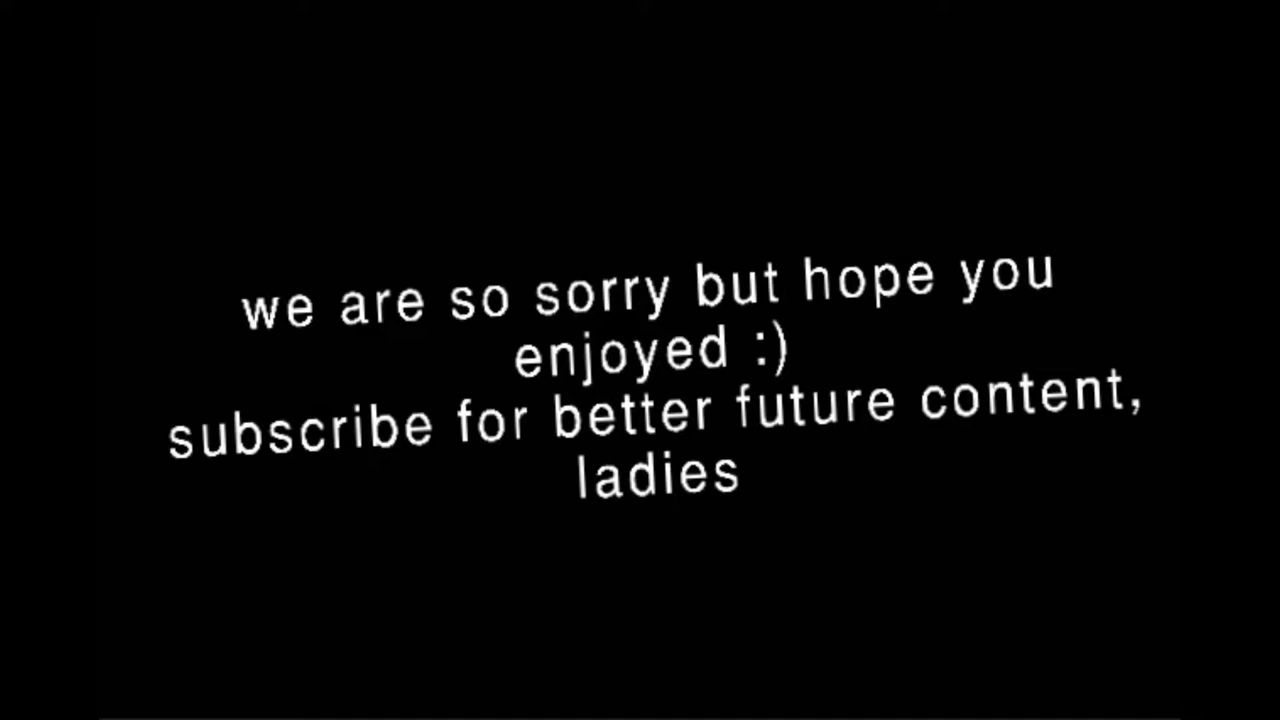 we are so sorry but hope you
enjoyed :)
subscribe for better future content,
ladies